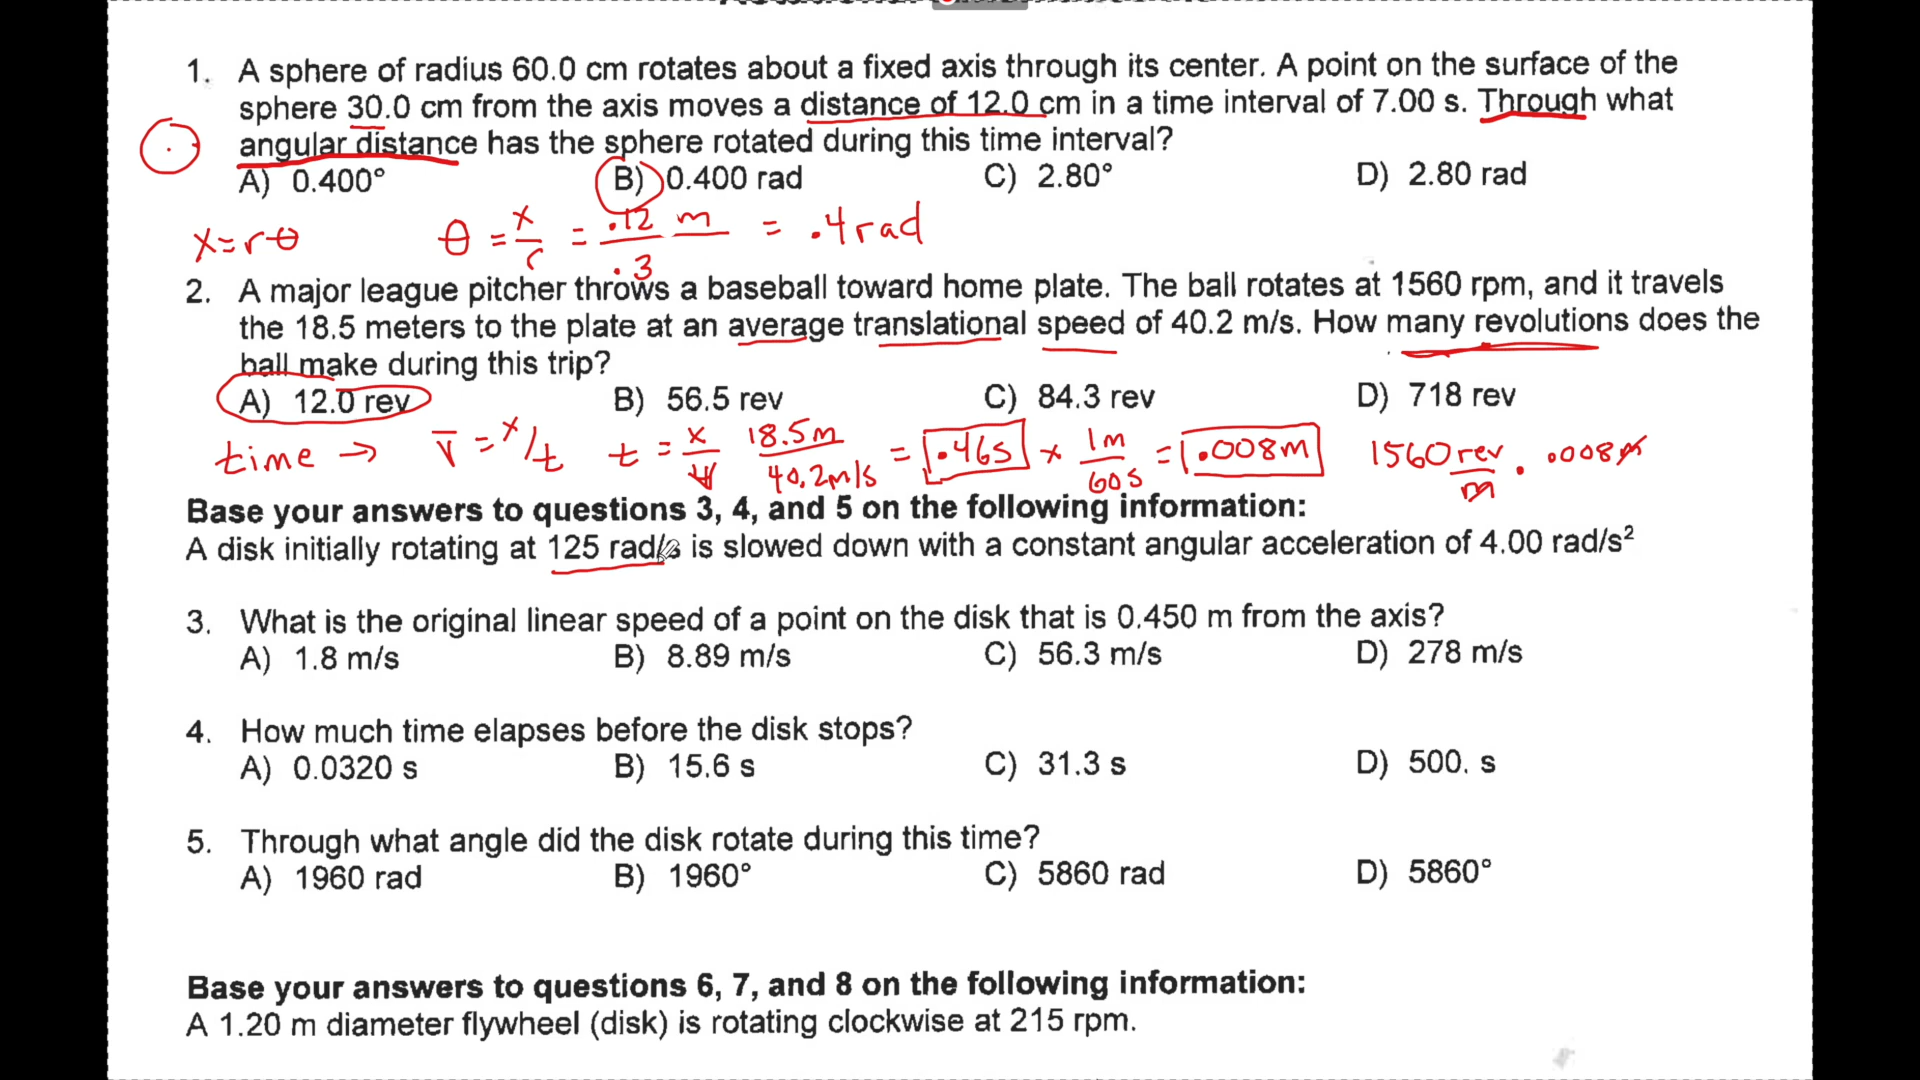 1. A sphere of radius 60.0 cm rotates about a fixed axis through its center. A point on the surface of the
sphere 30.0 cm from the axis moves a distance of 12.0 cm in a time interval of 7.00 s. Through what
angular distance has the sphere rotated during this time interval?
A) 0.400° B) 0.400 rad C) 2.80° D) 2.80 rad
x=rθ θ = x/r = .12 m / .3 = .4 rad
2. A major league pitcher throws a baseball toward home plate. The ball rotates at 1560 rpm, and it travels
the 18.5 meters to the plate at an average translational speed of 40.2 m/s. How many revolutions does the
ball make during this trip?
A) 12.0 rev B) 56.5 rev C) 84.3 rev D) 718 rev
time → v̅ = x/t t = x/v 18.5m / 40.2m/s = .46s x 1m / 60s = .008m 1560 rev / m . .008m
Base your answers to questions 3, 4, and 5 on the following information:
A disk initially rotating at 125 rad/s is slowed down with a constant angular acceleration of 4.00 rad/s²
3. What is the original linear speed of a point on the disk that is 0.450 m from the axis?
A) 1.8 m/s B) 8.89 m/s C) 56.3 m/s D) 278 m/s
4. How much time elapses before the disk stops?
A) 0.0320 s B) 15.6 s C) 31.3 s D) 500. s
5. Through what angle did the disk rotate during this time?
A) 1960 rad B) 1960° C) 5860 rad D) 5860°
Base your answers to questions 6, 7, and 8 on the following information:
A 1.20 m diameter flywheel (disk) is rotating clockwise at 215 rpm.